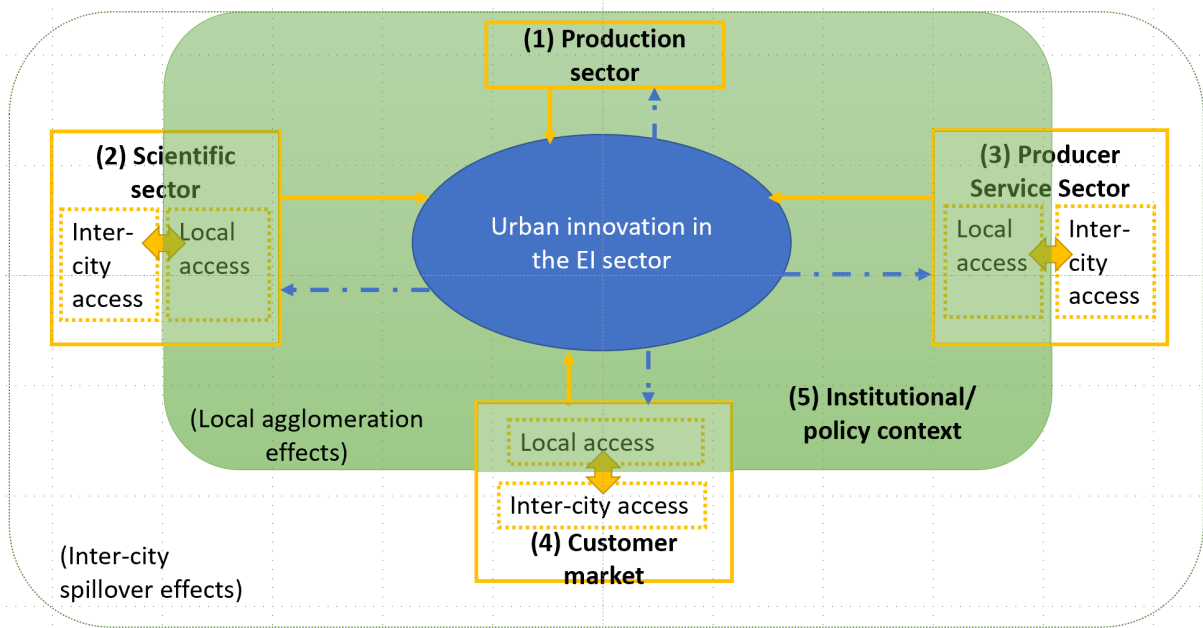 (1) Production
sector
(2) Scientific
sector
Inter-
city
access
Local
access
Urban innovation in
the EI sector
(3) Producer
Service Sector
Local
access
Inter-
city
access
(Local agglomeration
effects)
(5) Institutional/
policy context
Local access
Inter-city access
(4) Customer
market
(Inter-city
spillover effects)